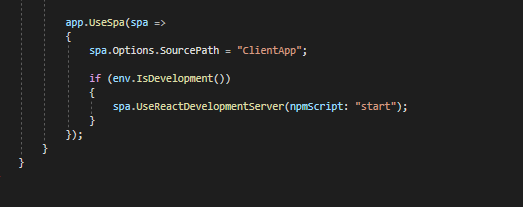 app.UseSpa(spa =>
{
spa.Options.SourcePath = "ClientApp";
if (env.IsDevelopment())
{
spa.UseReactDevelopmentServer(npmScript: "start");
}
});
}
}